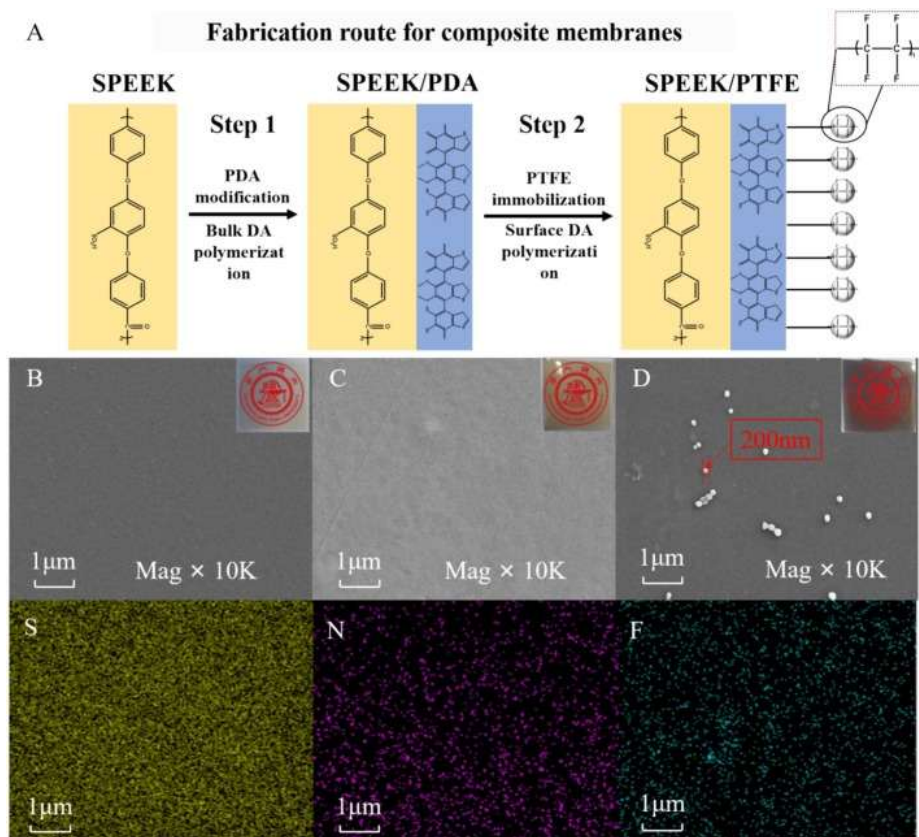 A
Fabrication route for composite membranes
SPEEK
SPEEK/PDA
SPEEK/PTFE
Step 1
PDA
modification
Bulk DA
polymerizat
ion
Step 2
PTFE
immobilization
Surface DA
polymerizati
on
F
F
C
C
F
F
O
O
O
O
O
O
O
O
O
B
1μm
Mag × 10K
C
1μm
Mag × 10K
D
200nm
1μm
Mag × 10K
S
1μm
N
1μm
F
1μm